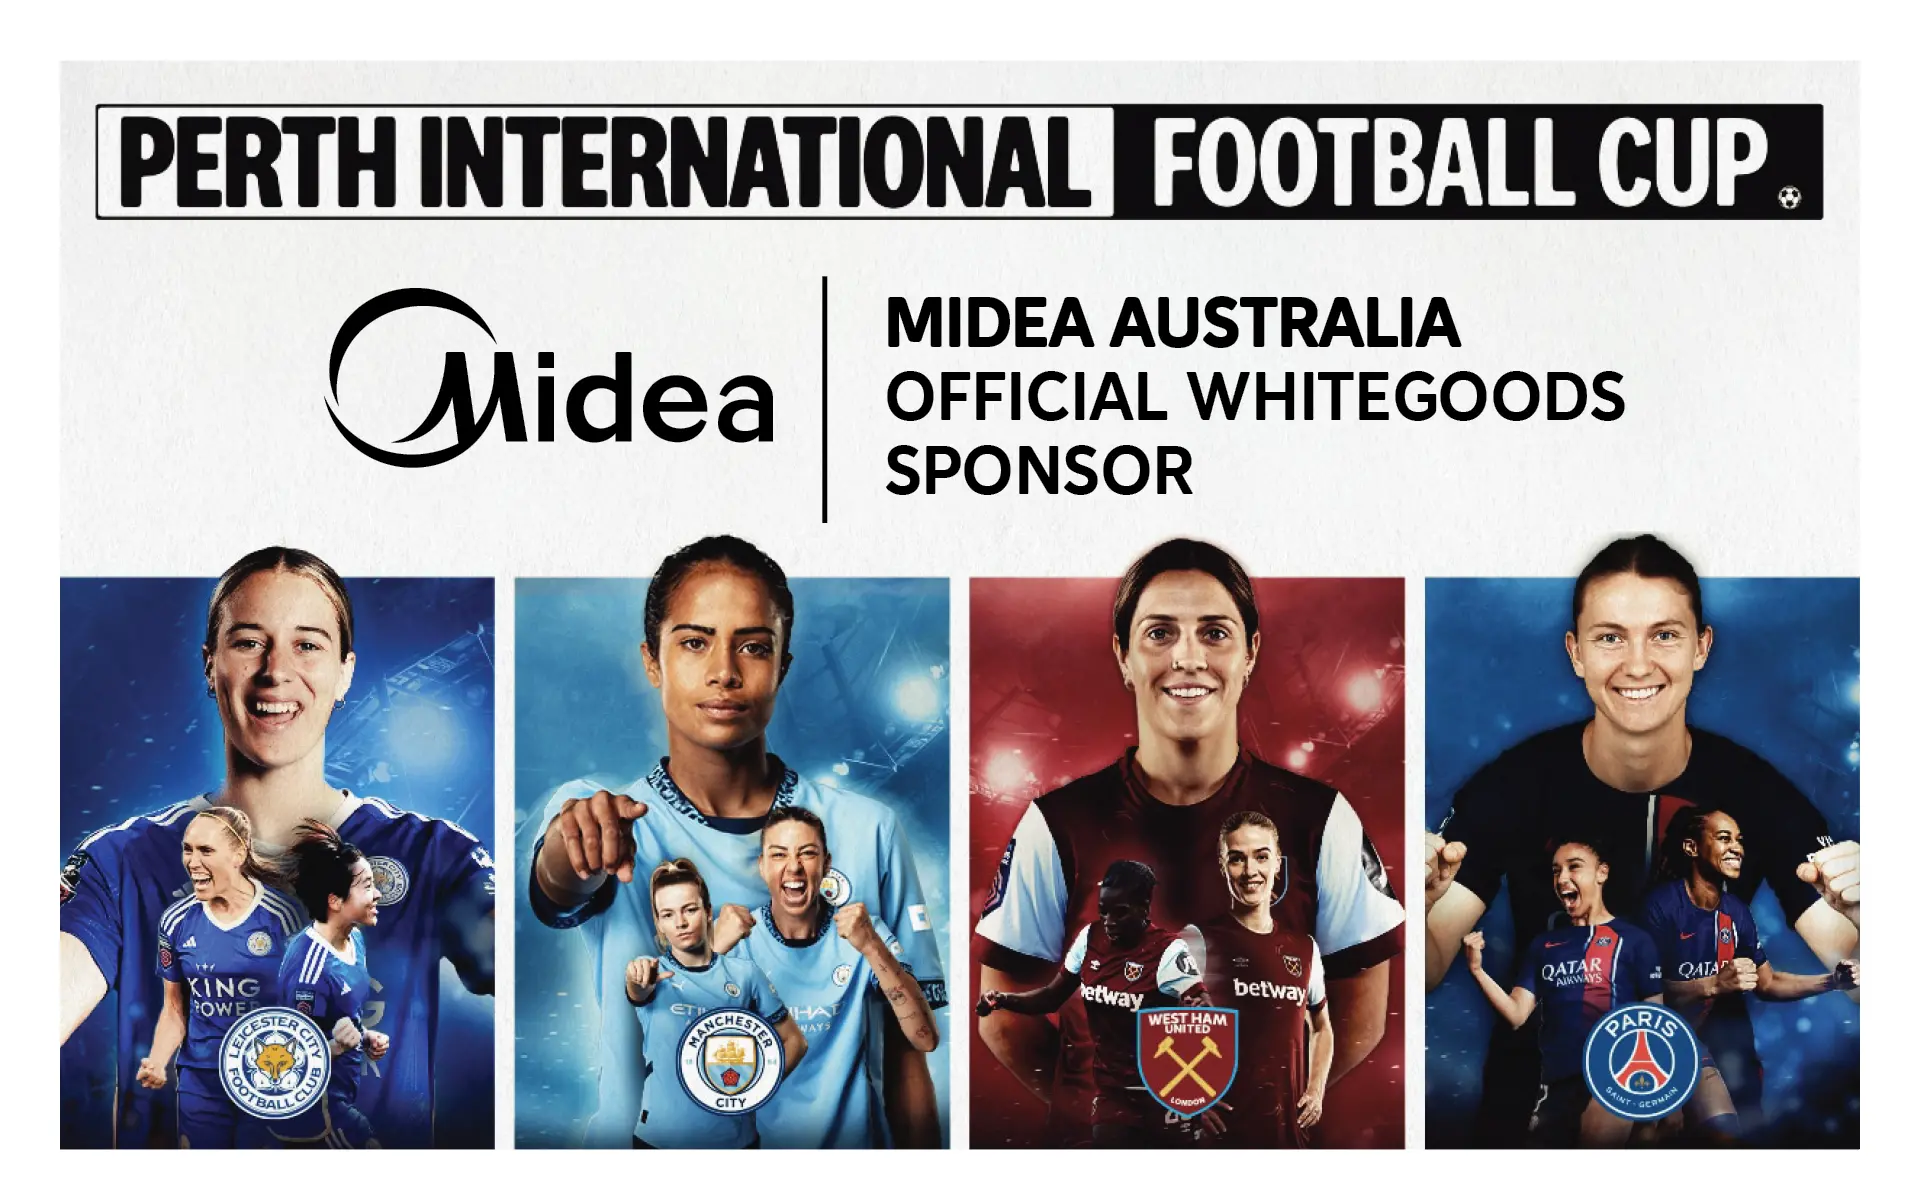 PERTH INTERNATIONAL FOOTBALL CUP
Midea
MIDEA AUSTRALIA
OFFICIAL WHITEGOODS
SPONSOR
KING
POWER
LEICESTER CITY
FOOTBALL CLUB
MANCHESTER
CITY
betway
betway
WEST HAM
UNITED
LONDON
QATAR
AIRWAYS
QATAR
PARIS
SAINT-GERMAIN